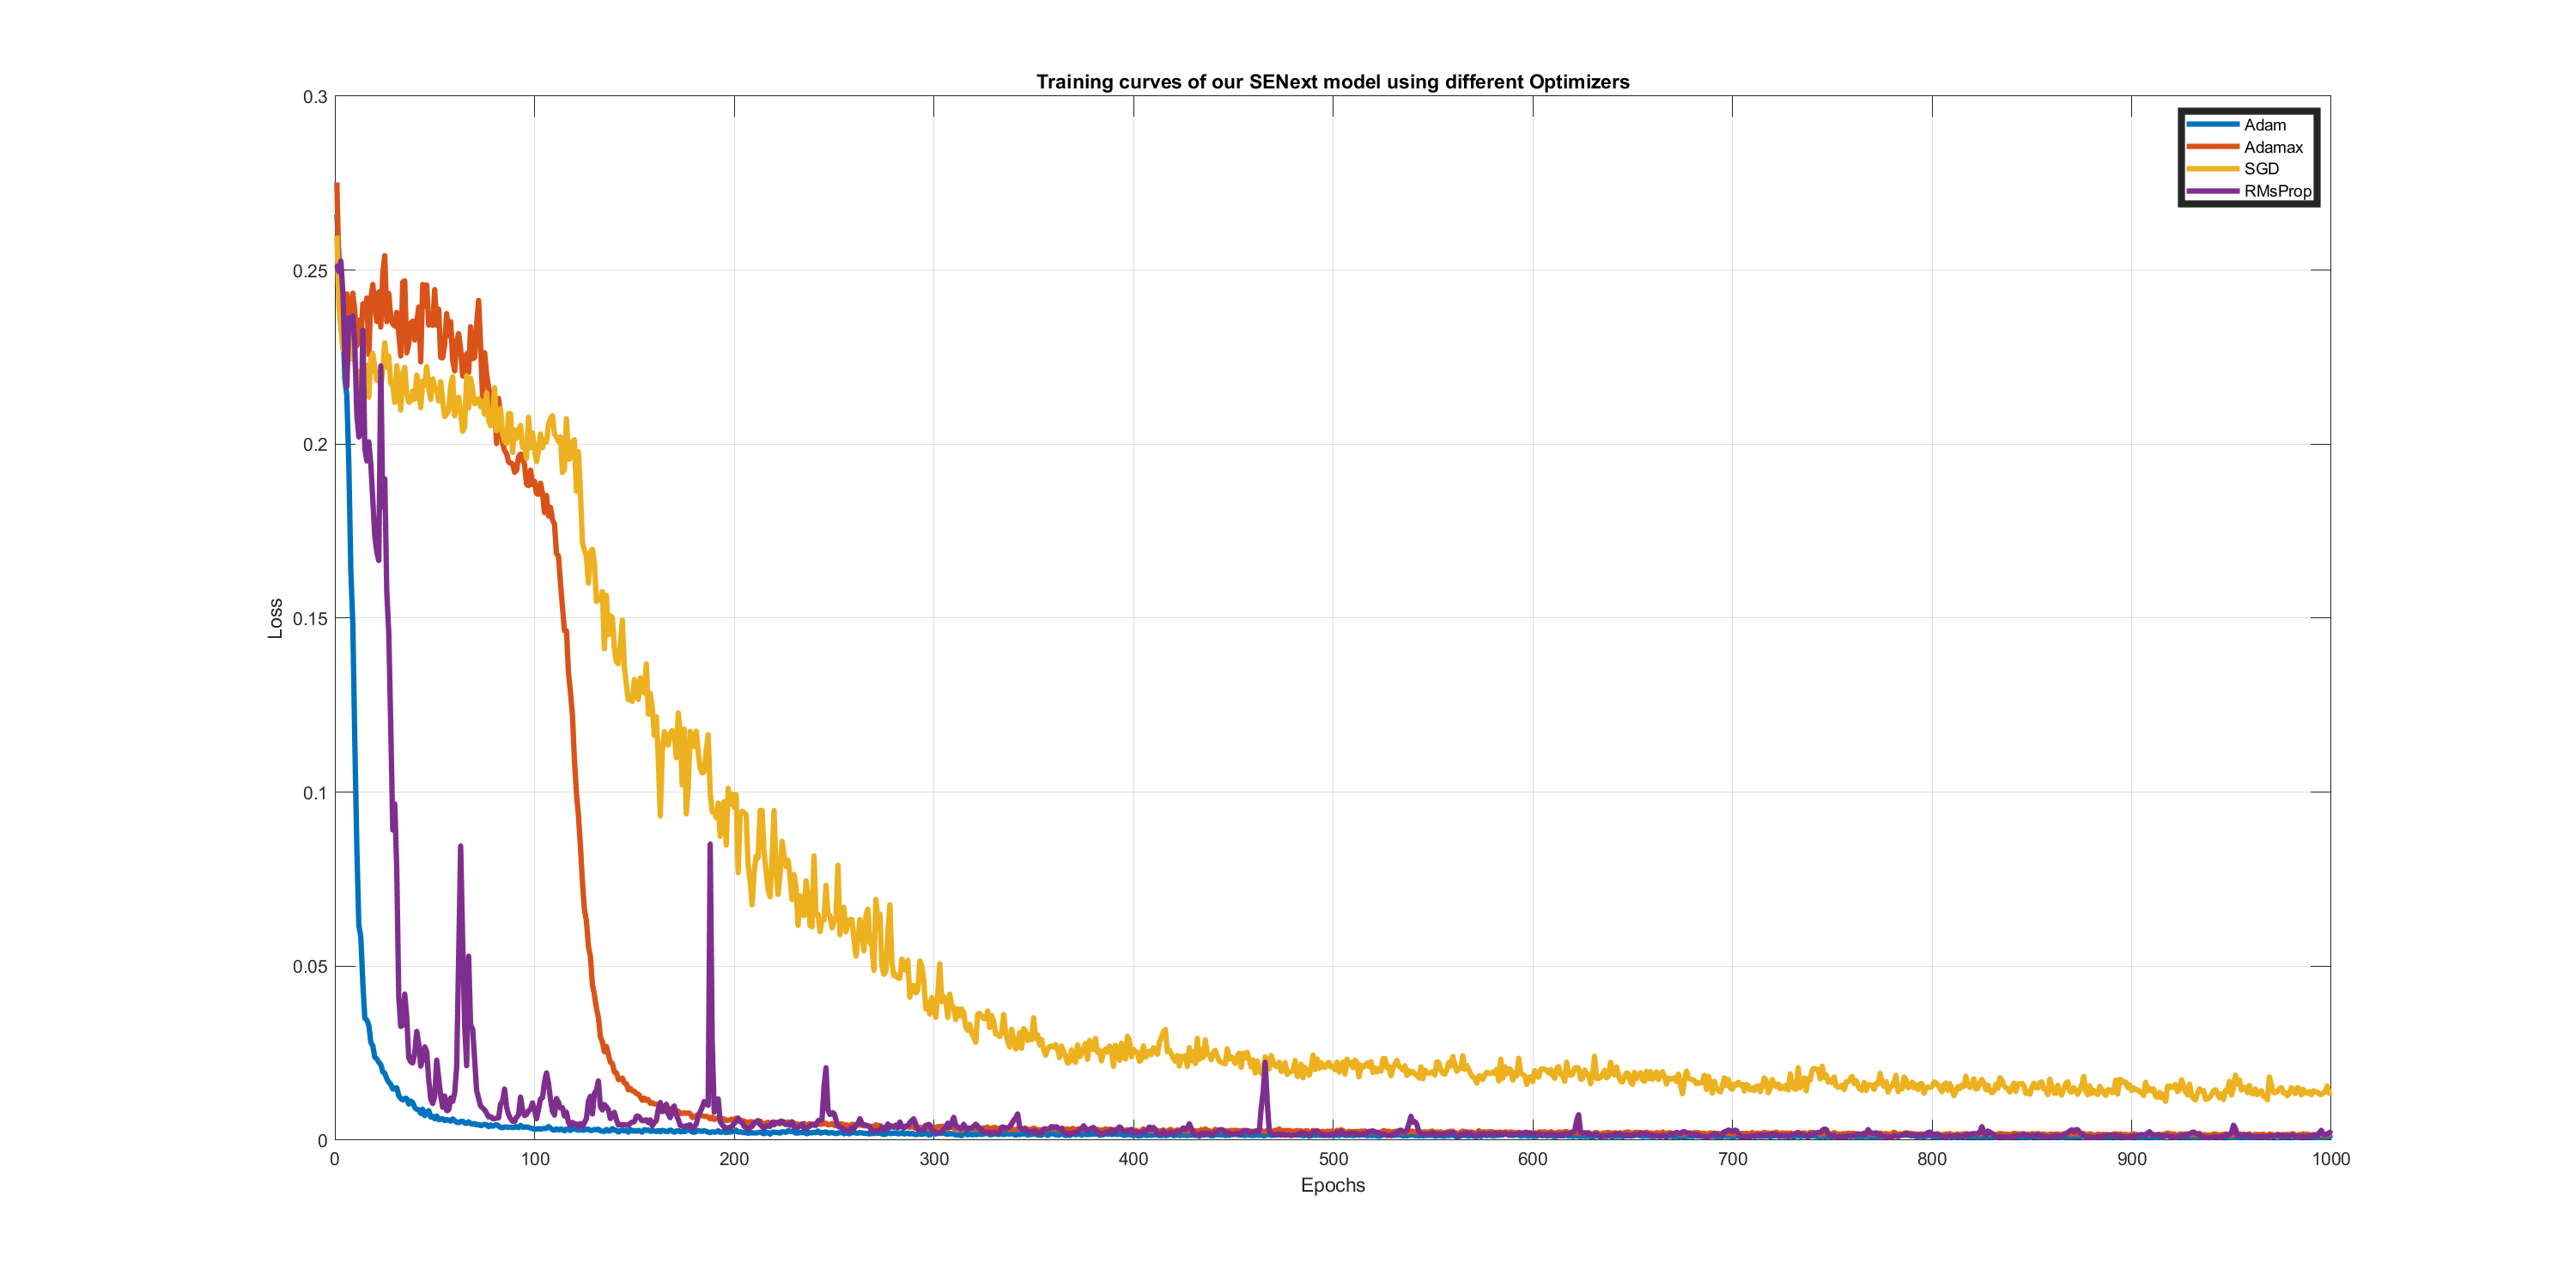 Training curves of our SENext model using different Optimizers
0.3
0.25
0.2
0.15
0.1
0.05
0
Loss
Adam
Adamax
SGD
RMsProp
0 100 200 300 400 500 600 700 800 900 1000
Epochs